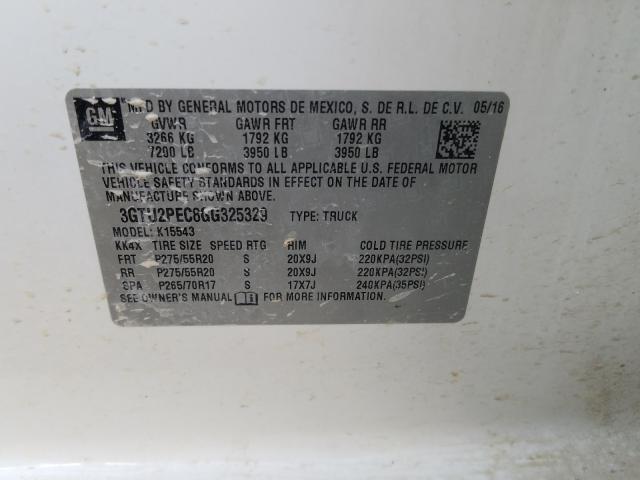 GM
MFD BY GENERAL MOTORS DE MEXICO, S. DE R.L. DE C.V. 05/16
GVWR GAWR FRT GAWR RR
3266 KG 1792 KG 1792 KG
7200 LB 3950 LB 3950 LB
THIS VEHICLE CONFORMS TO ALL APPLICABLE U.S. FEDERAL MOTOR
VEHICLE SAFETY STANDARDS IN EFFECT ON THE DATE OF
MANUFACTURE SHOWN ABOVE.
3GTU2PEC8GG325329 TYPE: TRUCK
MODEL: K15543
KK4X TIRE SIZE SPEED RTG RIM COLD TIRE PRESSURE
FRT P275/55R20 S 20X9J 220KPA(32PSI)
RR P275/55R20 S 20X9J 220KPA(32PSI)
SPA P265/70R17 S 17X7J 240KPA(35PSI)
SEE OWNER'S MANUAL FOR MORE INFORMATION.